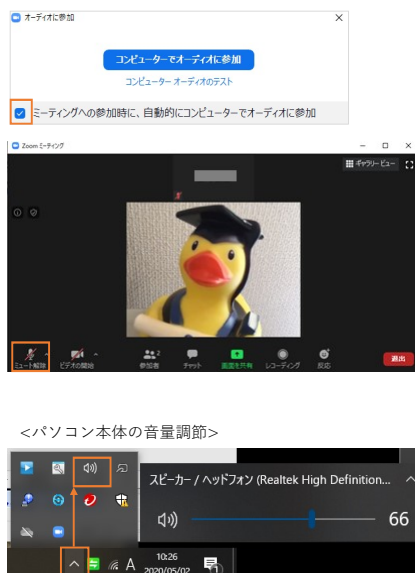 オーディオに参加
コンピューターでオーディオに参加
コンピューター オーディオのテスト
ミーティングへの参加時に、自動的にコンピューターでオーディオに参加
Zoom ミーティング
ギャラリー ビュー
2
ミュート解除 ビデオの開始 参加者 チャット 画面を共有 レコーディング 反応 退出
<パソコン本体の音量調節>
スピーカー / ヘッドフォン (Realtek High Definition...
66
A 10:26
2020/05/02